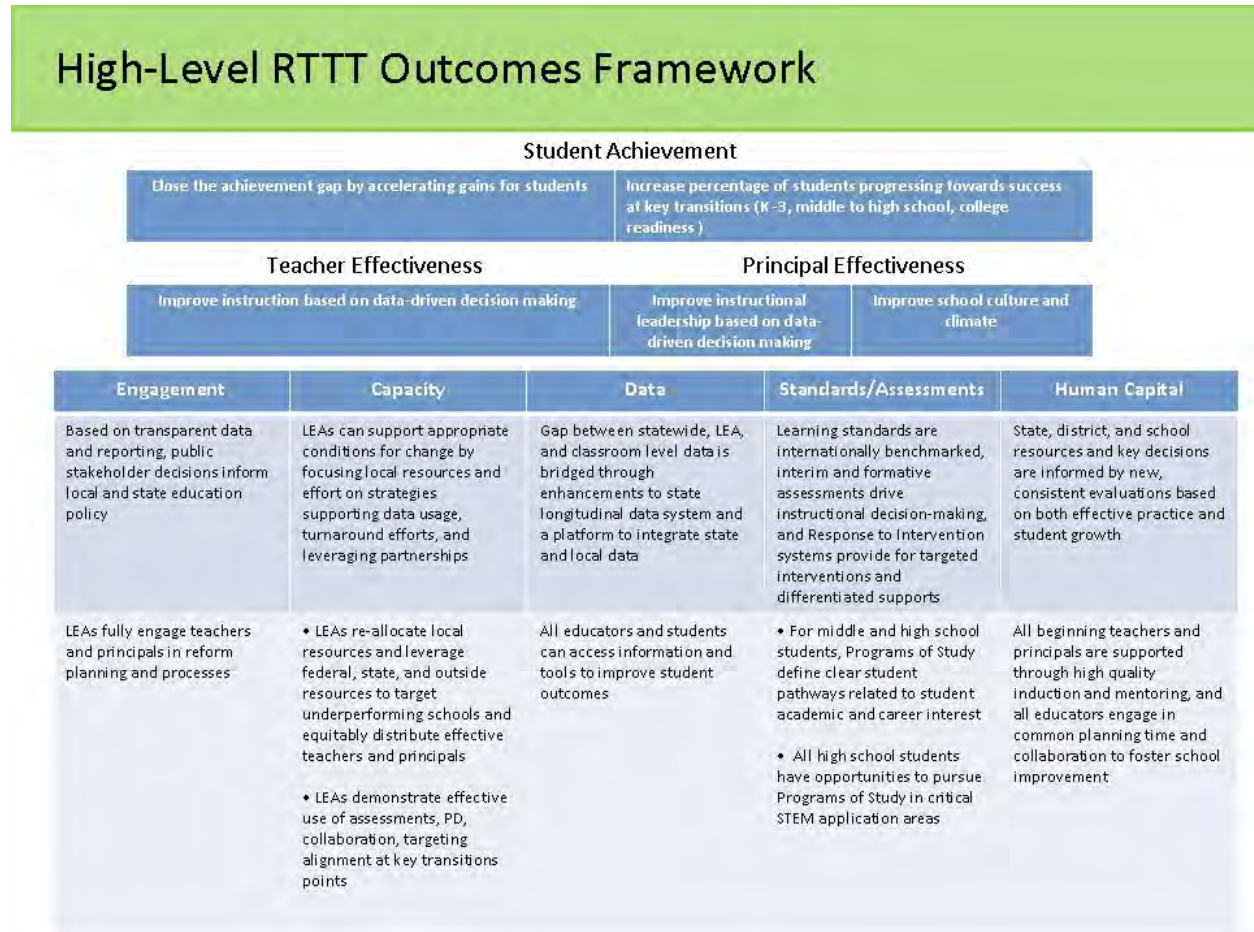 High-Level RTTT Outcomes Framework
Student Achievement
Close the achievement gap by accelerating gains for students
Increase percentage of students progressing towards success
at key transitions (K-3, middle to high school, college
readiness )
Teacher Effectiveness
Principal Effectiveness
Improve instruction based on data-driven decision making
Improve instructional
leadership based on data-
driven decision making
Improve school culture and
climate
Engagement
Capacity
Data
Standards/Assessments
Human Capital
Based on transparent data
and reporting, public
stakeholder decisions inform
local and state education
policy
LEAs can support appropriate
conditions for change by
focusing local resources and
effort on strategies
supporting data usage,
turnaround efforts, and
leveraging partnerships
Gap between statewide, LEA,
and classroom level data is
bridged through
enhancements to state
longitudinal data system and
a platform to integrate state
and local data
Learning standards are
internationally benchmarked,
interim and formative
assessments drive
instructional decision-making,
and Response to Intervention
systems provide for targeted
interventions and
differentiated supports
State, district, and school
resources and key decisions
are informed by new,
consistent evaluations based
on both effective practice and
student growth
LEAs fully engage teachers
and principals in reform
planning and processes
• LEAs re-allocate local
resources and leverage
federal, state, and outside
resources to target
underperforming schools and
equitably distribute effective
teachers and principals
• LEAs demonstrate effective
use of assessments, PD,
collaboration, targeting
alignment at key transitions
points
All educators and students
can access information and
tools to improve student
outcomes
• For middle and high school
students, Programs of Study
define clear student
pathways related to student
academic and career interest
• All high school students
have opportunities to pursue
Programs of Study in critical
STEM application areas
All beginning teachers and
principals are supported
through high quality
induction and mentoring, and
all educators engage in
common planning time and
collaboration to foster school
improvement